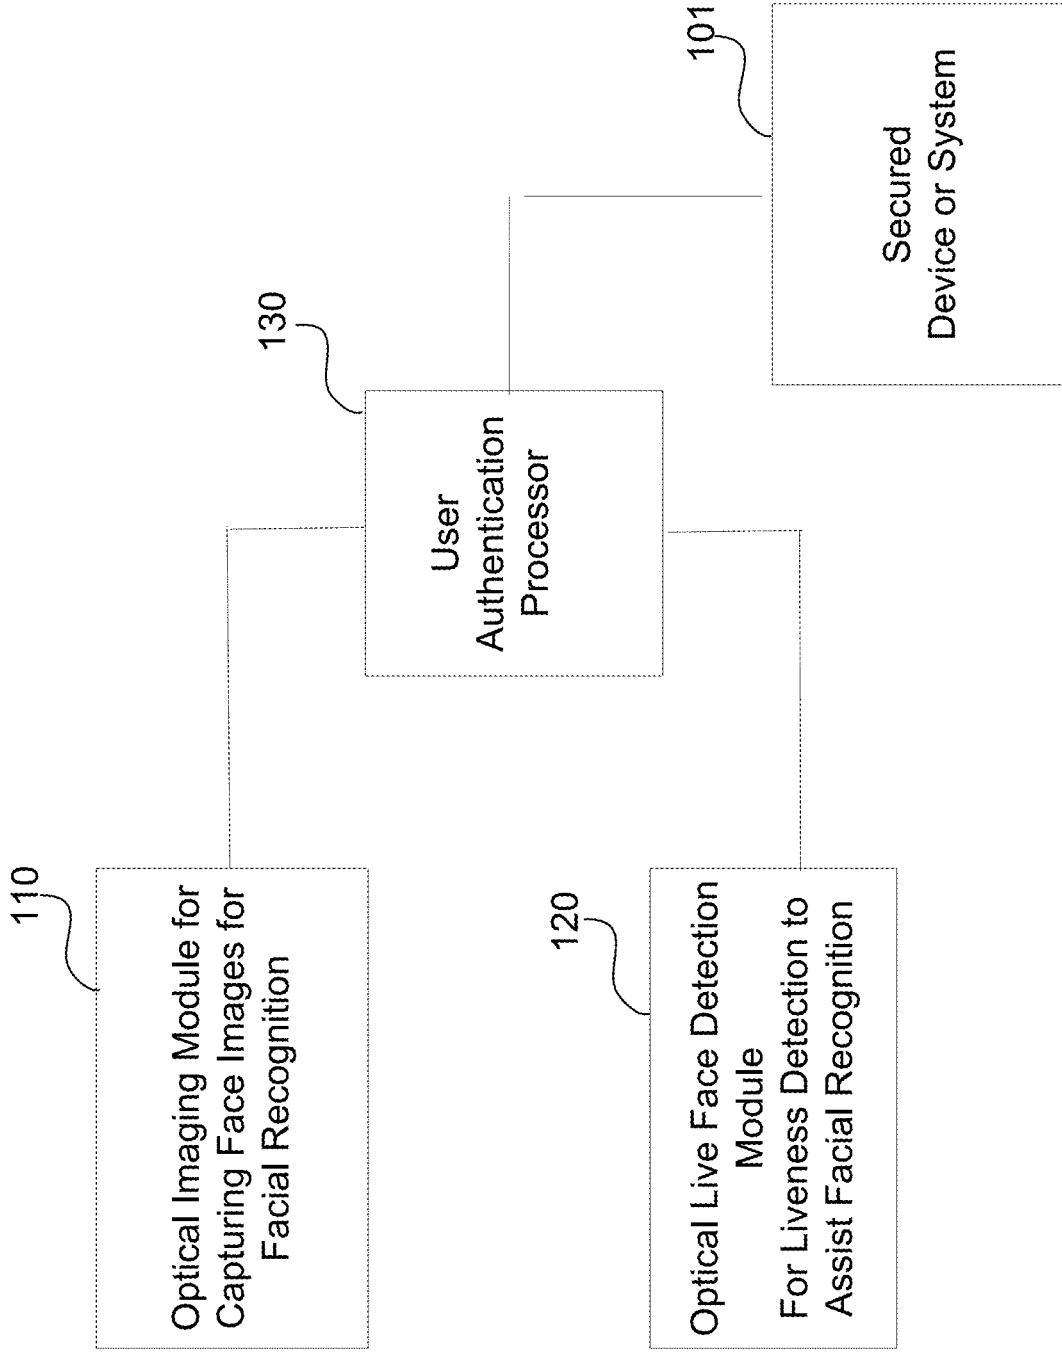 110
Optical Imaging Module for
Capturing Face Images for
Facial Recognition
120
Optical Live Face Detection
Module
For Liveness Detection to
Assist Facial Recognition
130
User
Authentication
Processor
101
Secured
Device or System